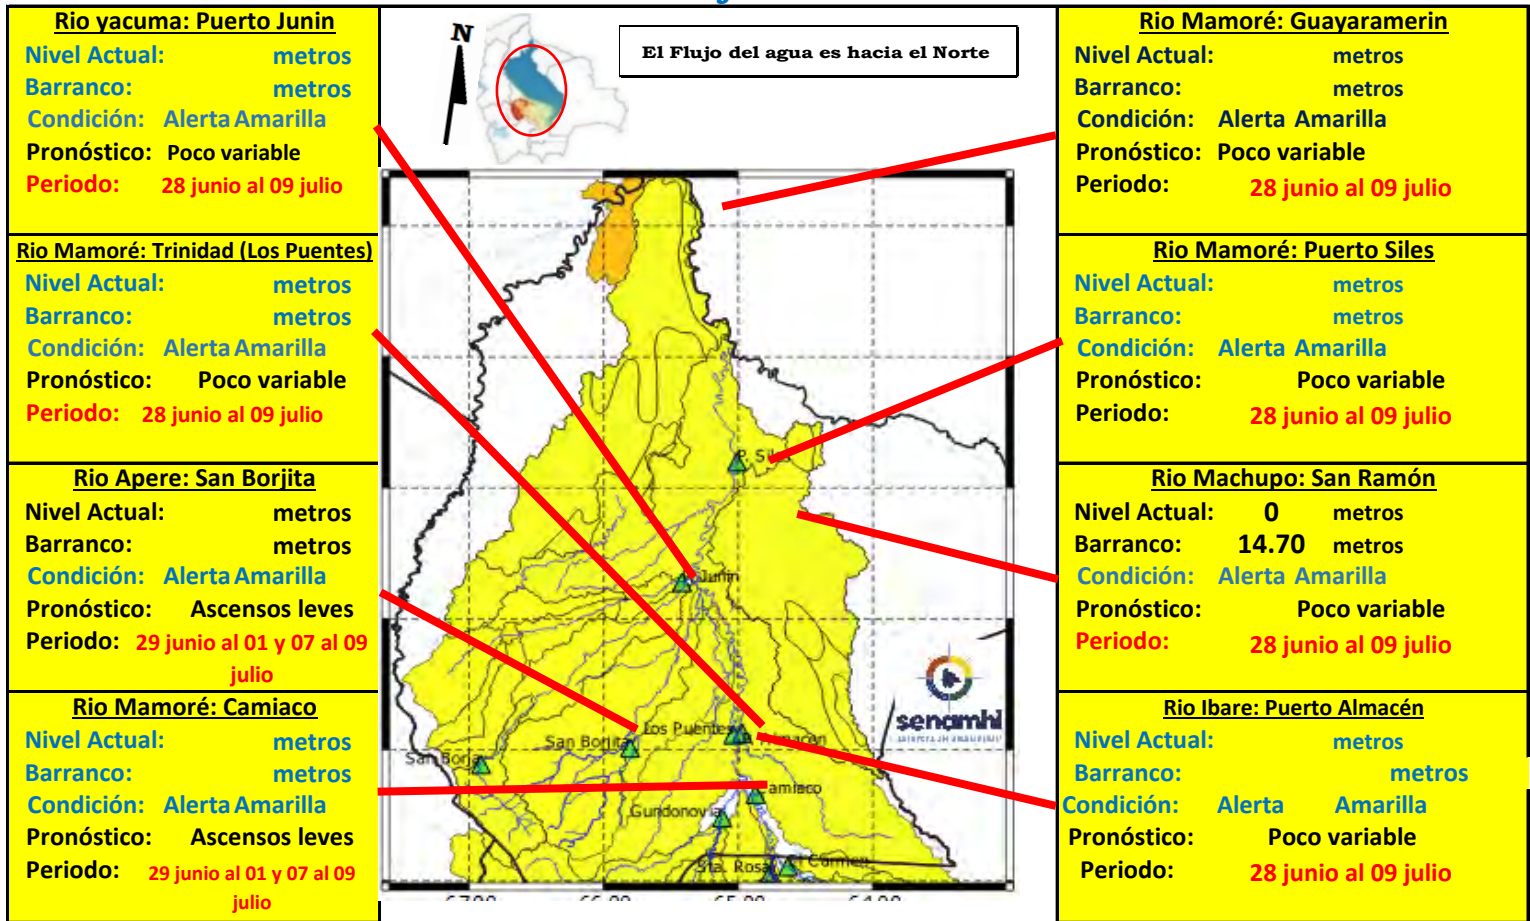 Rio yacuma: Puerto Junin
Nivel Actual: metros
Barranco: metros
Condición: Alerta Amarilla
Pronóstico: Poco variable
Periodo: 28 junio al 09 julio
Rio Mamoré: Trinidad (Los Puentes)
Nivel Actual: metros
Barranco: metros
Condición: Alerta Amarilla
Pronóstico: Poco variable
Periodo: 28 junio al 09 julio
Rio Apere: San Borjita
Nivel Actual: metros
Barranco: metros
Condición: Alerta Amarilla
Pronóstico: Ascensos leves
Periodo: 29 junio al 01 y 07 al 09
julio
Rio Mamoré: Camiaco
Nivel Actual: metros
Barranco: metros
Condición: Alerta Amarilla
Pronóstico: Ascensos leves
Periodo: 29 junio al 01 y 07 al 09
julio
N
El Flujo del agua es hacia el Norte
P. Siles
Junin
Los Puentes
P. Almacén
San Borjita
San Borja
Camiaco
Gundonovia
Sta. Rosa
El Carmen
senamhi
Rio Mamoré: Guayaramerin
Nivel Actual: metros
Barranco: metros
Condición: Alerta Amarilla
Pronóstico: Poco variable
Periodo: 28 junio al 09 julio
Rio Mamoré: Puerto Siles
Nivel Actual: metros
Barranco: metros
Condición: Alerta Amarilla
Pronóstico: Poco variable
Periodo: 28 junio al 09 julio
Rio Machupo: San Ramón
Nivel Actual: 0 metros
Barranco: 14.70 metros
Condición: Alerta Amarilla
Pronóstico: Poco variable
Periodo: 28 junio al 09 julio
Rio Ibare: Puerto Almacén
Nivel Actual: metros
Barranco: metros
Condición: Alerta Amarilla
Pronóstico: Poco variable
Periodo: 28 junio al 09 julio